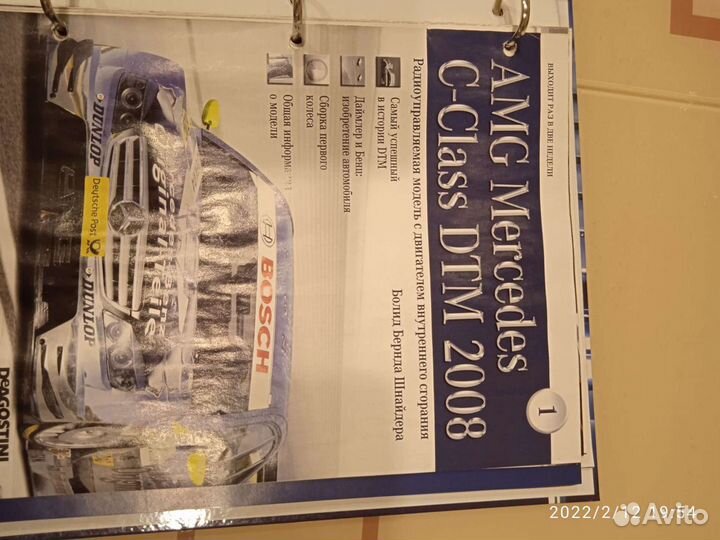 ВЫХОДИТ РАЗ В ДВЕ НЕДЕЛИ
1
AMG Mercedes
C-Class DTM 2008
Радиоуправляемая модель с двигателем внутреннего сгорания
Болид Бернда Шнайдера
Самый успешный
в истории DTM
Даймлер и Бенц:
изобретение автомобиля
Сборка первого
колеса
Общая информация
о модели
BOSCH
DUNLOP
Deutsche Post
DUNLOP
DEAGOSTINI
2022/2/12 19:54
Avito